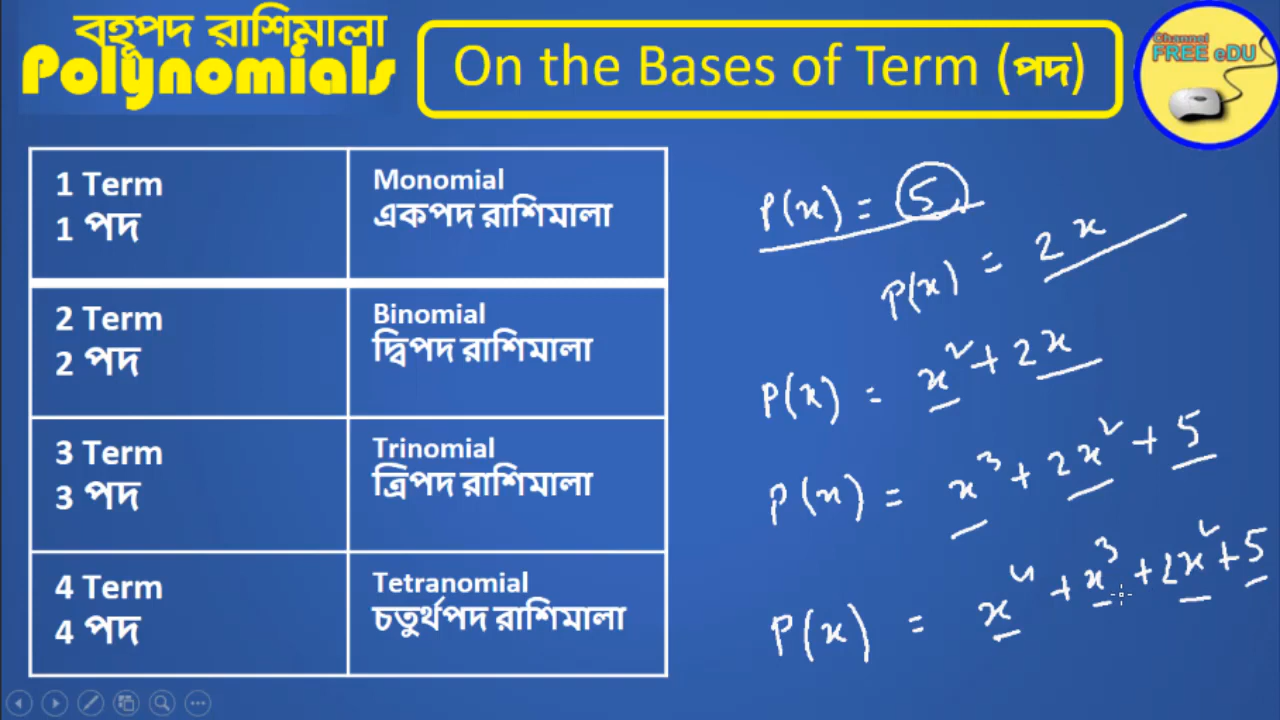 বহূপদ রাশিমালা
Polynomials
On the Bases of Term (পদ)
Channel
FREE eDU
1 Term
1 পদ
Monomial
একপদ রাশিমালা
2 Term
2 পদ
Binomial
দ্বিপদ রাশিমালা
3 Term
3 পদ
Trinomial
ত্রিপদ রাশিমালা
4 Term
4 পদ
Tetranomial
চতুর্থপদ রাশিমালা
P(x) = 5
P(x) = 2x
P(x) = x² + 2x
P(x) = x³ + 2x² + 5
P(x) = x⁴ + x³ + 2x² + 5